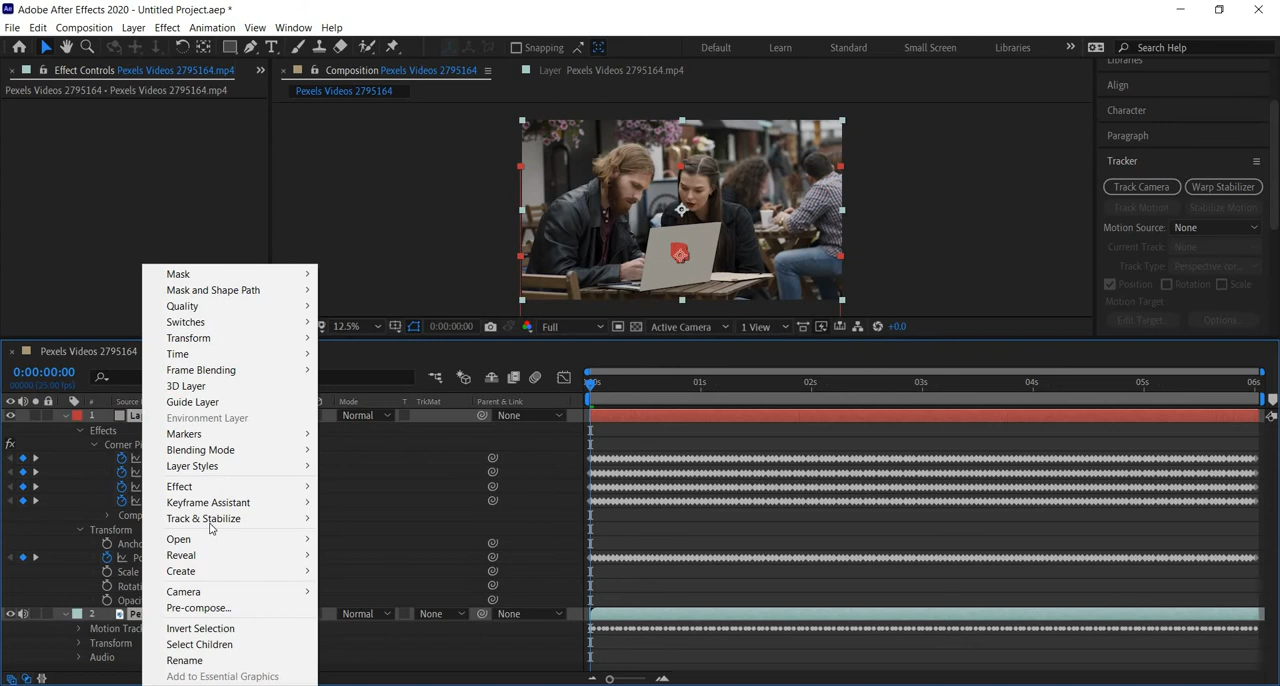 Adobe After Effects 2020 - Untitled Project.aep *
File Edit Composition Layer Effect Animation View Window Help
Snapping Default Learn Standard Small Screen Libraries Search Help
Effect Controls Pexels Videos 2795164.mp4 Composition Pexels Videos 2795164 Layer Pexels Videos 2795164.mp4
Pexels Videos 2795164 • Pexels Videos 2795164.mp4
Pexels Videos 2795164
Libraries
Align
Character
Paragraph
Tracker
Track Camera Warp Stabilizer
Track Motion Stabilize Motion
Motion Source: None
Current Track: None
Track Type: Perspective cor...
Position Rotation Scale
Motion Target:
Edit Target... Options...
12.5% 0:00:00:00 Full Active Camera 1 View +0.0
Pexels Videos 2795164
0:00:00:00
00000 (25.00 fps)
01s 02s 03s 04s 05s 06s
# Source Mode T TrkMat Parent & Link
1 Normal None
Effects
Corner Pi
Comp
Transform
Anch
P
Scale
Rotati
Opac
2 Pe Normal None None
Motion Track
Transform
Audio
Mask
Mask and Shape Path
Quality
Switches
Transform
Time
Frame Blending
3D Layer
Guide Layer
Environment Layer
Markers
Blending Mode
Layer Styles
Effect
Keyframe Assistant
Track & Stabilize
Open
Reveal
Create
Camera
Pre-compose...
Invert Selection
Select Children
Rename
Add to Essential Graphics